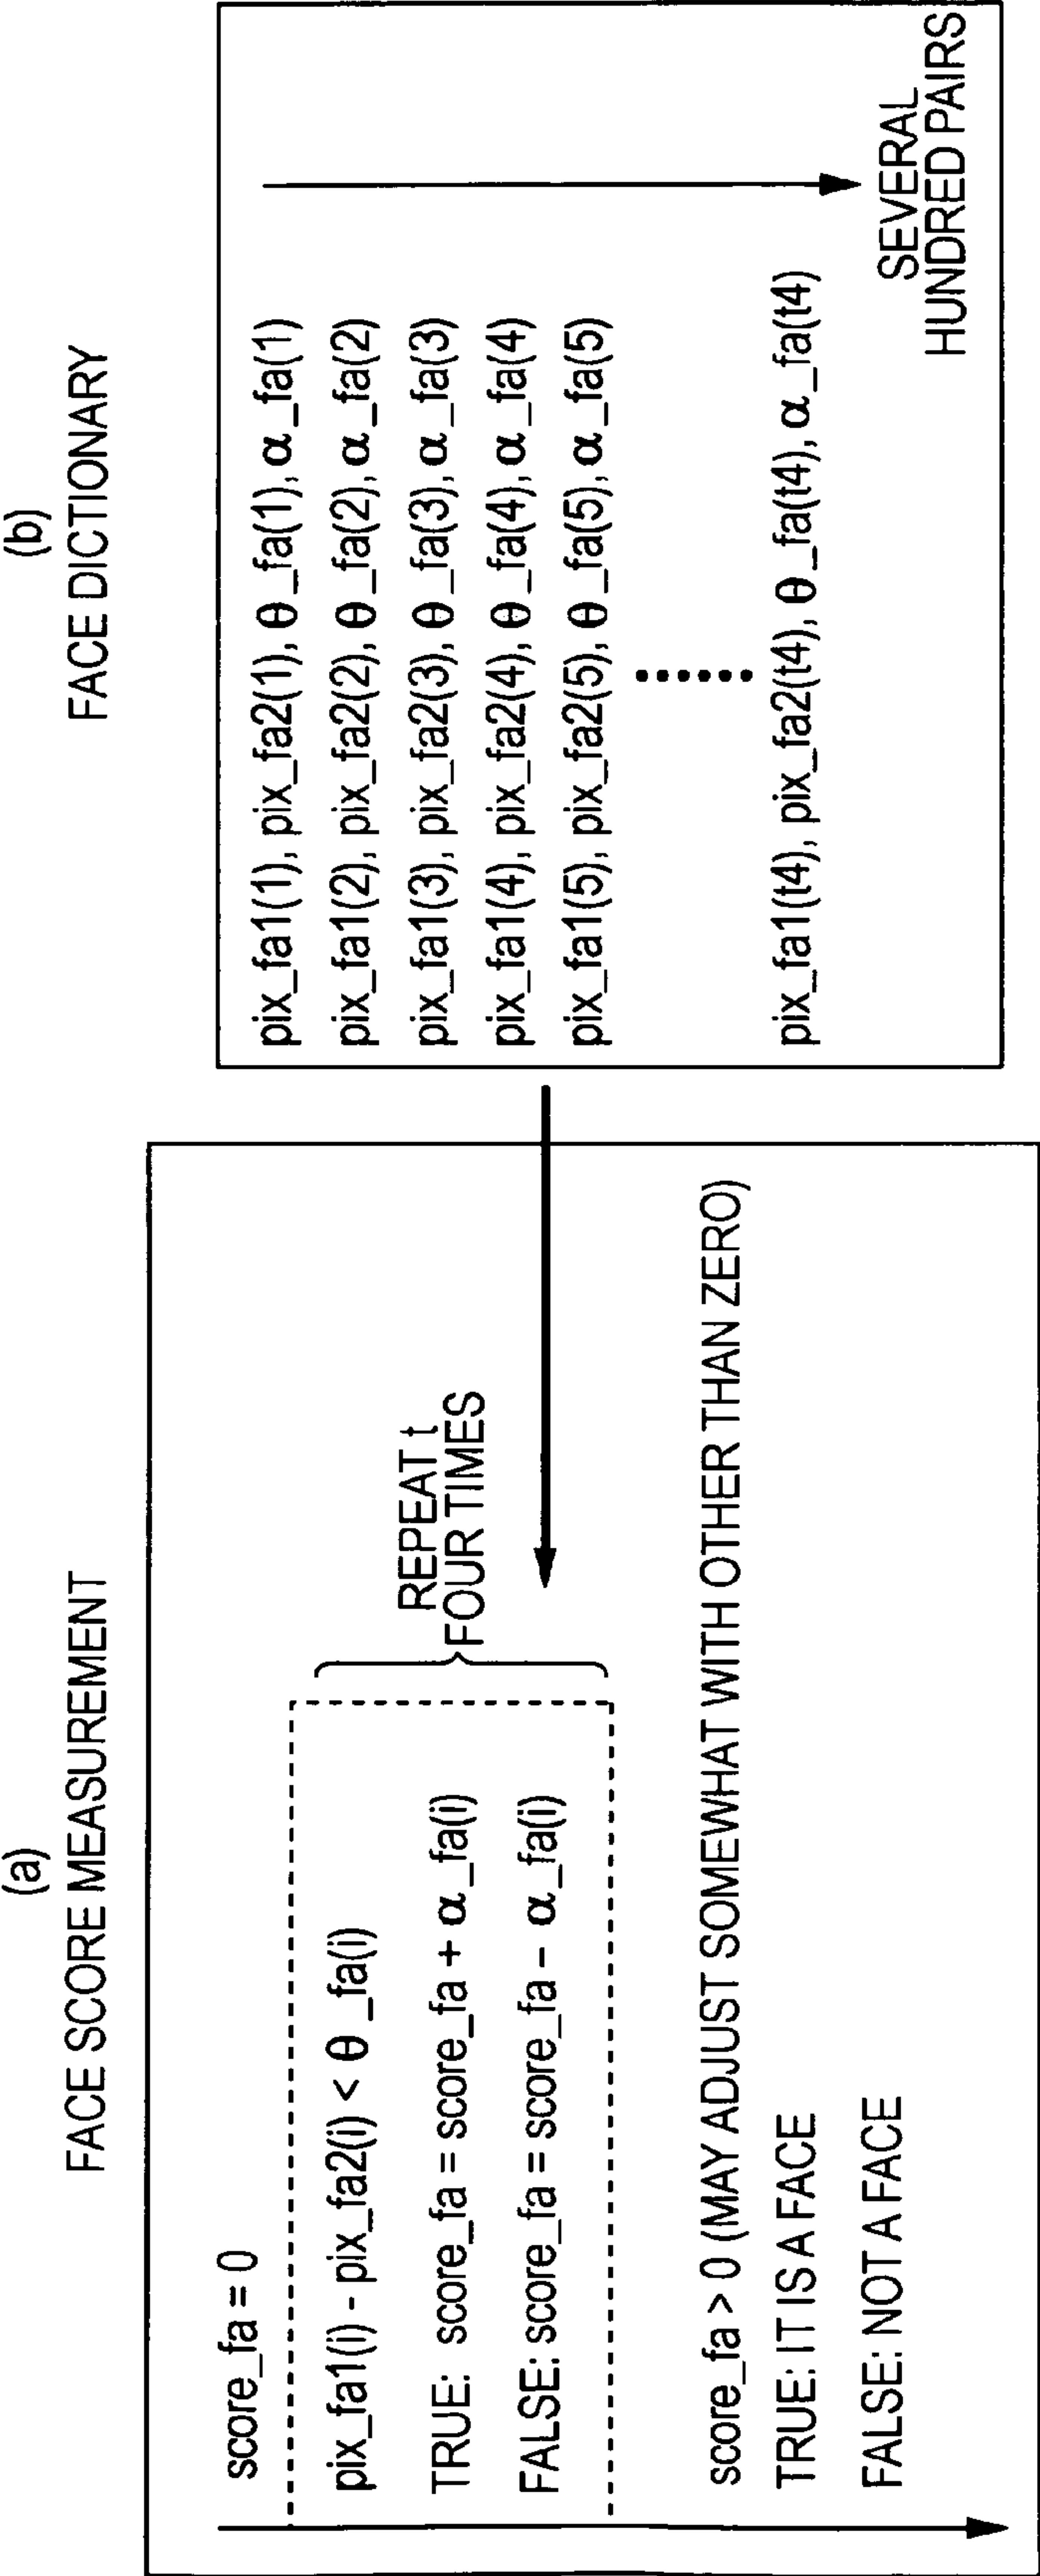 (a)
FACE SCORE MEASUREMENT
score_fa = 0
pix_fa1(i) - pix_fa2(i) < θ_fa(i)
TRUE: score_fa = score_fa + α_fa(i)
FALSE: score_fa = score_fa - α_fa(i)
REPEAT t
FOUR TIMES
score_fa > 0 (MAY ADJUST SOMEWHAT WITH OTHER THAN ZERO)
TRUE: IT IS A FACE
FALSE: NOT A FACE
(b)
FACE DICTIONARY
pix_fa1(1), pix_fa2(1), θ_fa(1), α_fa(1)
pix_fa1(2), pix_fa2(2), θ_fa(2), α_fa(2)
pix_fa1(3), pix_fa2(3), θ_fa(3), α_fa(3)
pix_fa1(4), pix_fa2(4), θ_fa(4), α_fa(4)
pix_fa1(5), pix_fa2(5), θ_fa(5), α_fa(5)
pix_fa1(t4), pix_fa2(t4), θ_fa(t4), α_fa(t4)
SEVERAL
HUNDRED PAIRS